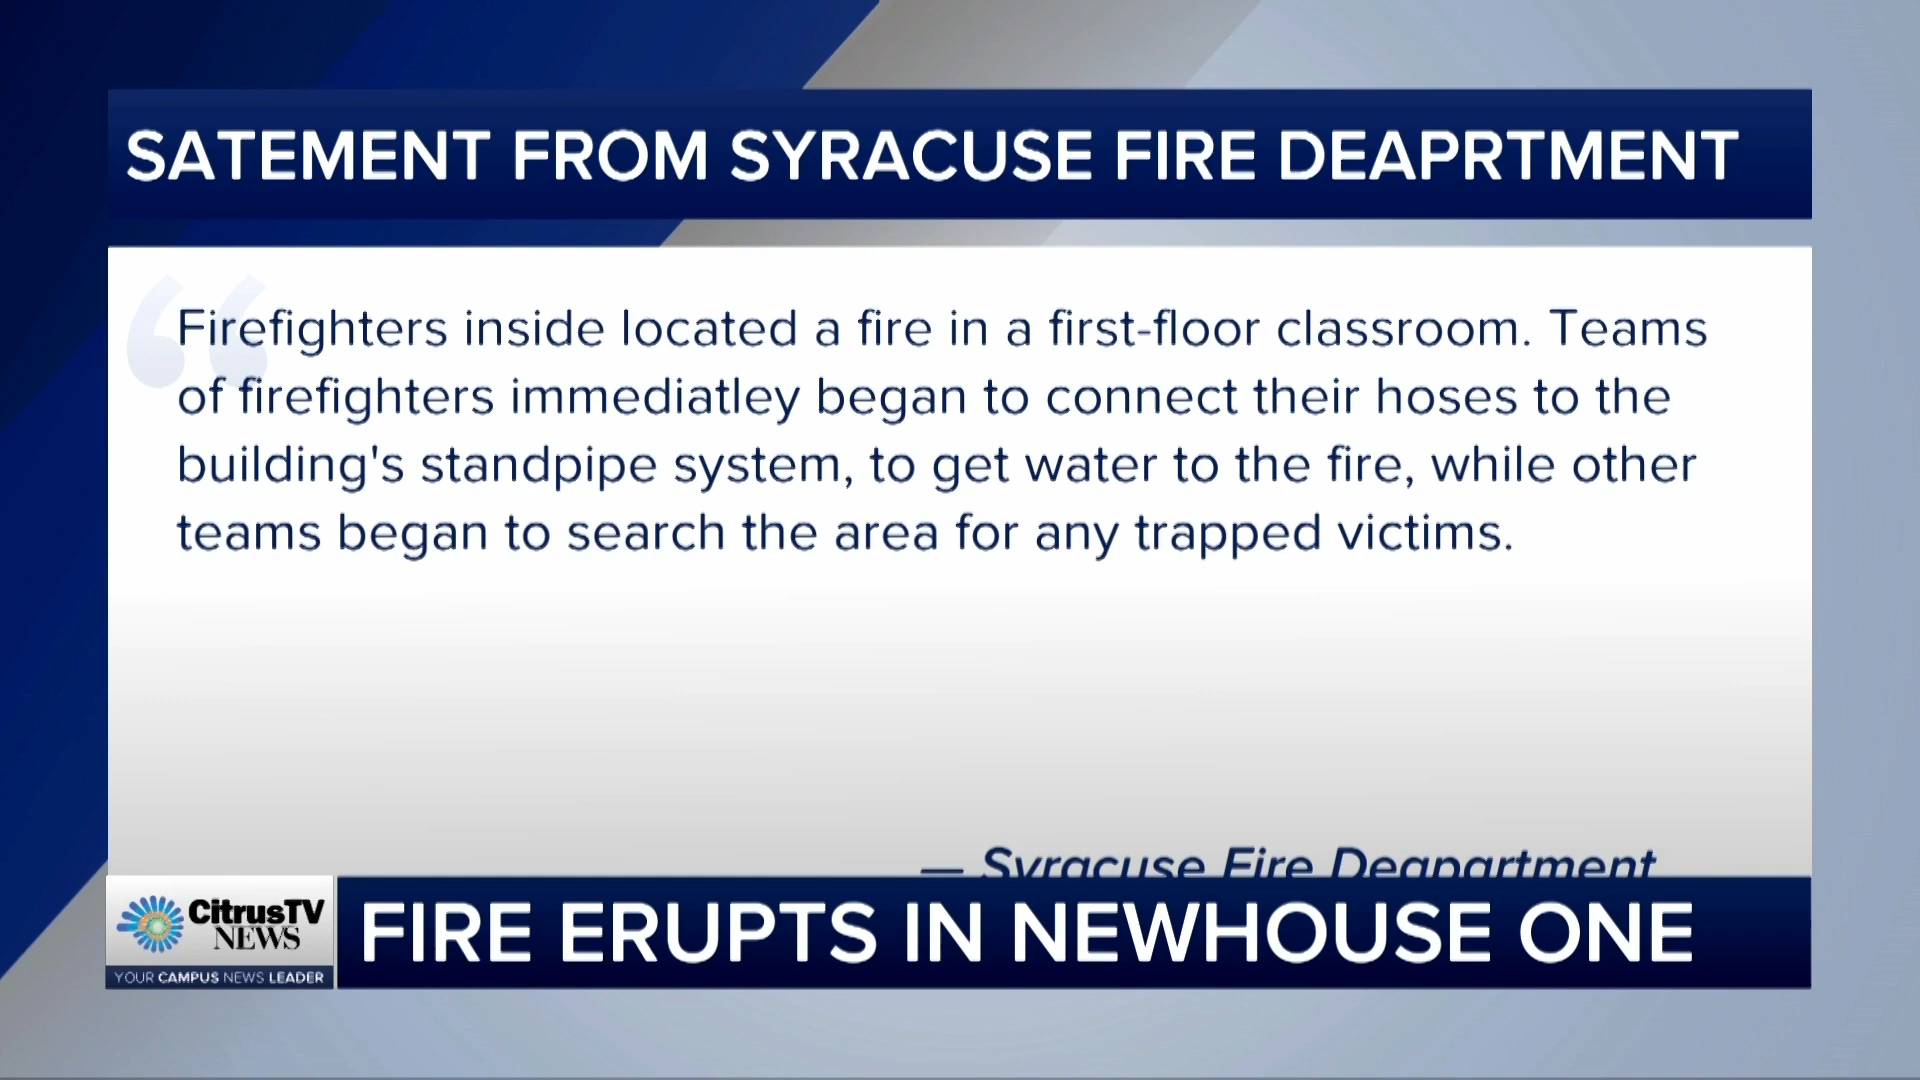 SATEMENT FROM SYRACUSE FIRE DEAPRTMENT
“
Firefighters inside located a fire in a first-floor classroom. Teams
of firefighters immediatley began to connect their hoses to the
building's standpipe system, to get water to the fire, while other
teams began to search the area for any trapped victims.
— Syracuse Fire Deapartment
CitrusTV
NEWS
YOUR CAMPUS NEWS LEADER
FIRE ERUPTS IN NEWHOUSE ONE